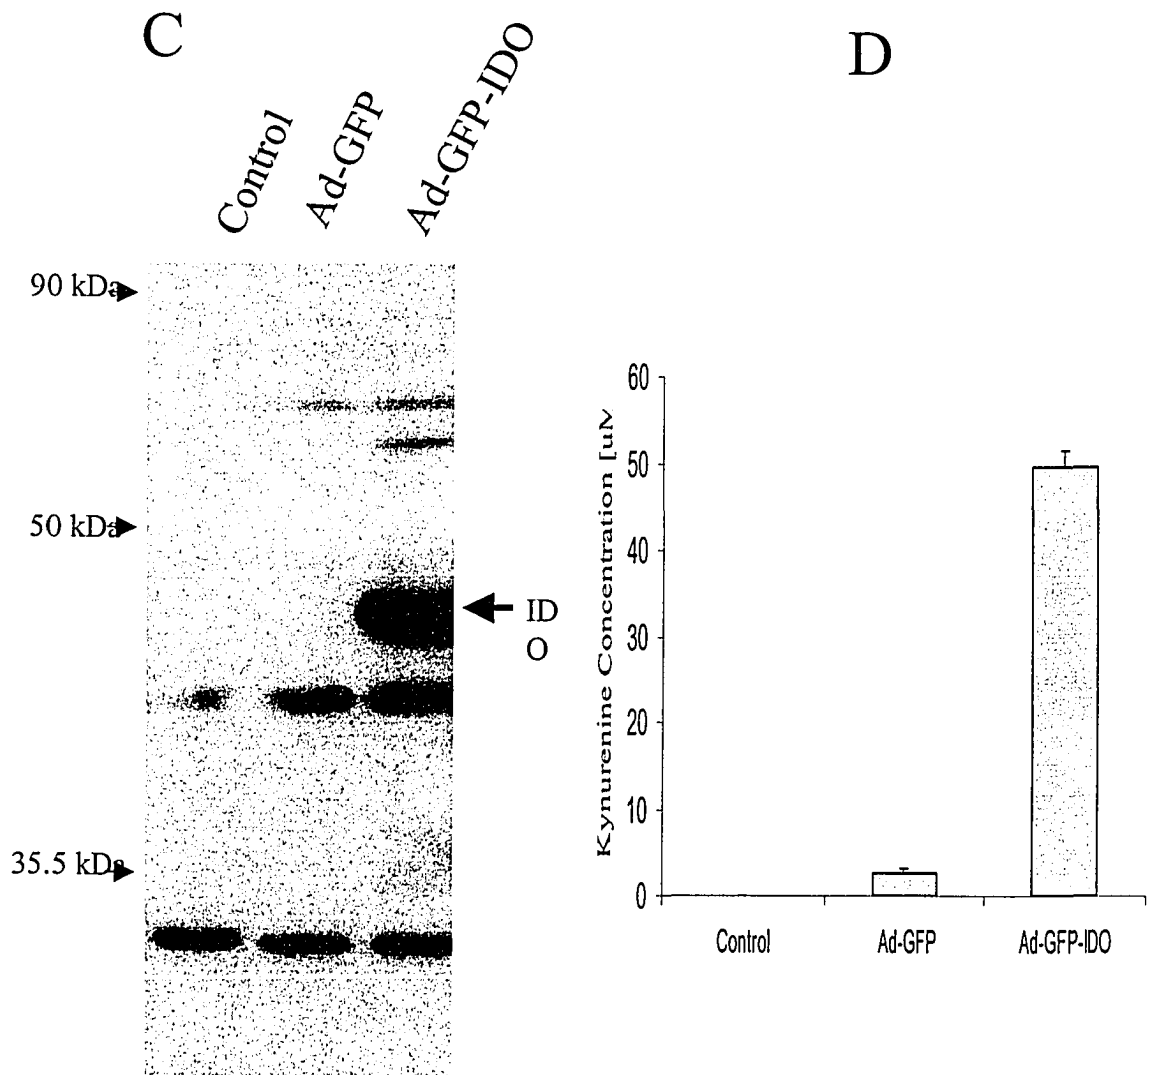 C
D
Control
Ad-GFP
Ad-GFP-IDO
90 kDa
50 kDa
ID
O
35.5 kDa
Kynurenine Concentration [uM
60
50
40
30
20
10
0
Control
Ad-GFP
Ad-GFP-IDO